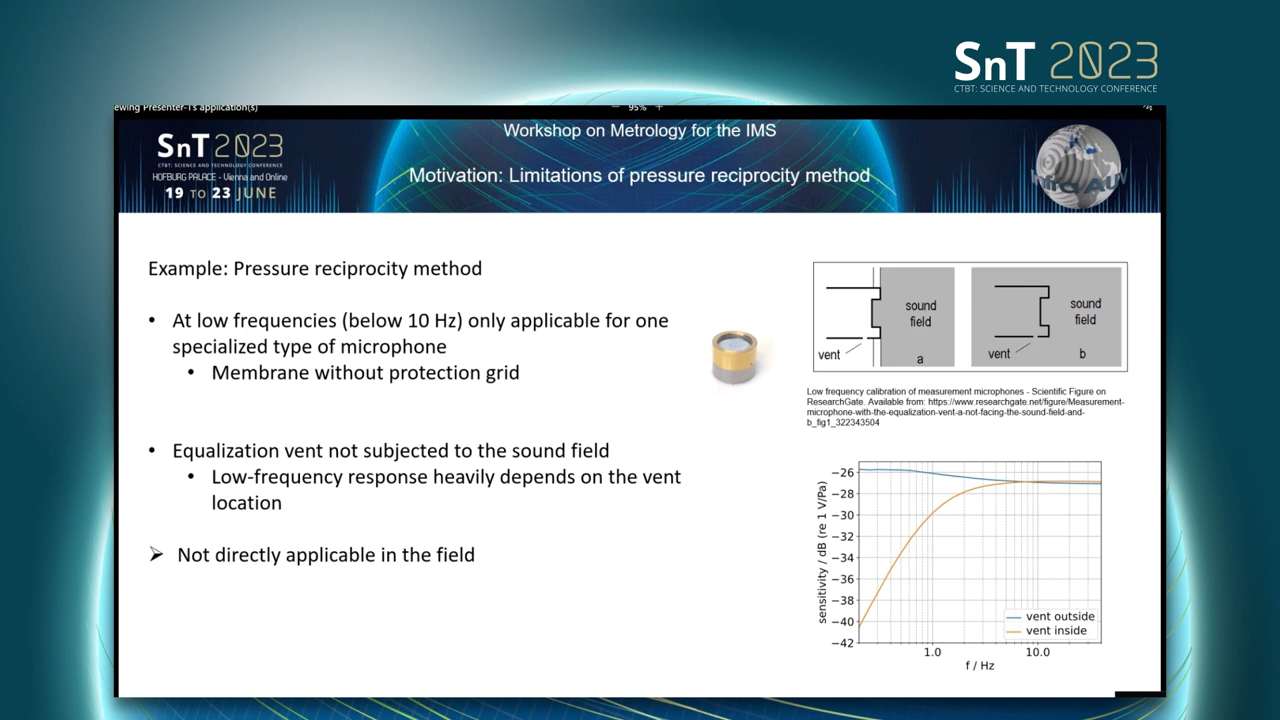 SnT 2023
CTBT: SCIENCE AND TECHNOLOGY CONFERENCE
ewing Presenter-1's application(s)
95%
Workshop on Metrology for the IMS
SnT 2023
CTBT: SCIENCE AND TECHNOLOGY CONFERENCE
HOFBURG PALACE - Vienna and Online
19 TO 23 JUNE
Motivation: Limitations of pressure reciprocity method
Example: Pressure reciprocity method
• At low frequencies (below 10 Hz) only applicable for one
specialized type of microphone
• Membrane without protection grid
• Equalization vent not subjected to the sound field
• Low-frequency response heavily depends on the vent
location
➢ Not directly applicable in the field
sound
field
vent
a
sound
field
vent
b
Low frequency calibration of measurement microphones - Scientific Figure on
ResearchGate. Available from: https://www.researchgate.net/figure/Measurement-
microphone-with-the-equalization-vent-a-not-facing-the-sound-field-and-
b_fig1_322343504
sensitivity / dB (re 1 V/Pa)
−26
−28
−30
−32
−34
−36
−38
−40
−42
vent outside
vent inside
1.0
10.0
f / Hz